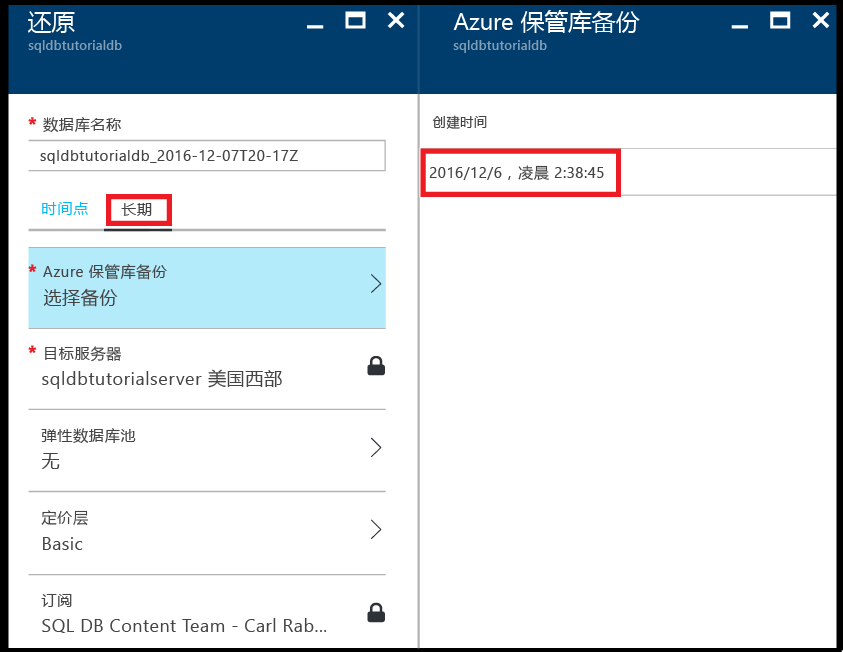 还原
sqldbtutorialdb
* 数据库名称
sqldbtutorialdb_2016-12-07T20-17Z
时间点 长期
* Azure 保管库备份
选择备份
* 目标服务器
sqldbtutorialserver 美国西部
弹性数据库池
无
定价层
Basic
订阅
SQL DB Content Team - Carl Rab...
Azure 保管库备份
sqldbtutorialdb
创建时间
2016/12/6，凌晨 2:38:45